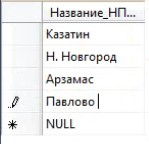 Название_НП...
Казатин
Н. Новгород
Арзамас
Павлово
NULL